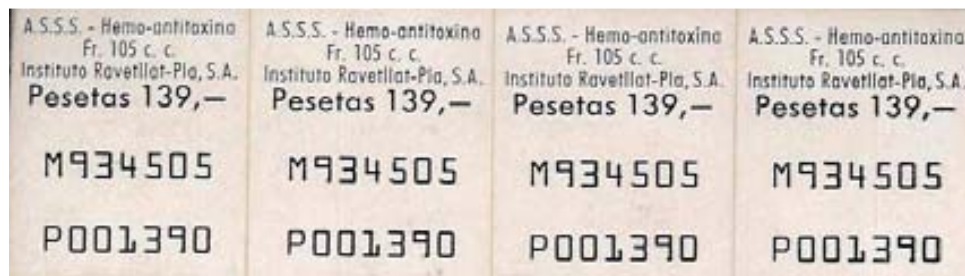 A.S.S.S. - Hemo-antitoxina
Fr. 105 c. c.
Instituto Ravetllat-Pla, S.A.
Pesetas 139,—
M934505
P001390
A.S.S.S. - Hemo-antitoxina
Fr. 105 c. c.
Instituto Ravetllat-Pla, S.A.
Pesetas 139,—
M934505
P001390
A.S.S.S. - Hemo-antitoxina
Fr. 105 c. c.
Instituto Ravetllat-Pla, S.A.
Pesetas 139,—
M934505
P001390
A.S.S.S. - Hemo-antitoxina
Fr. 105 c. c.
Instituto Ravetllat-Pla, S.A.
Pesetas 139,—
M934505
P001390